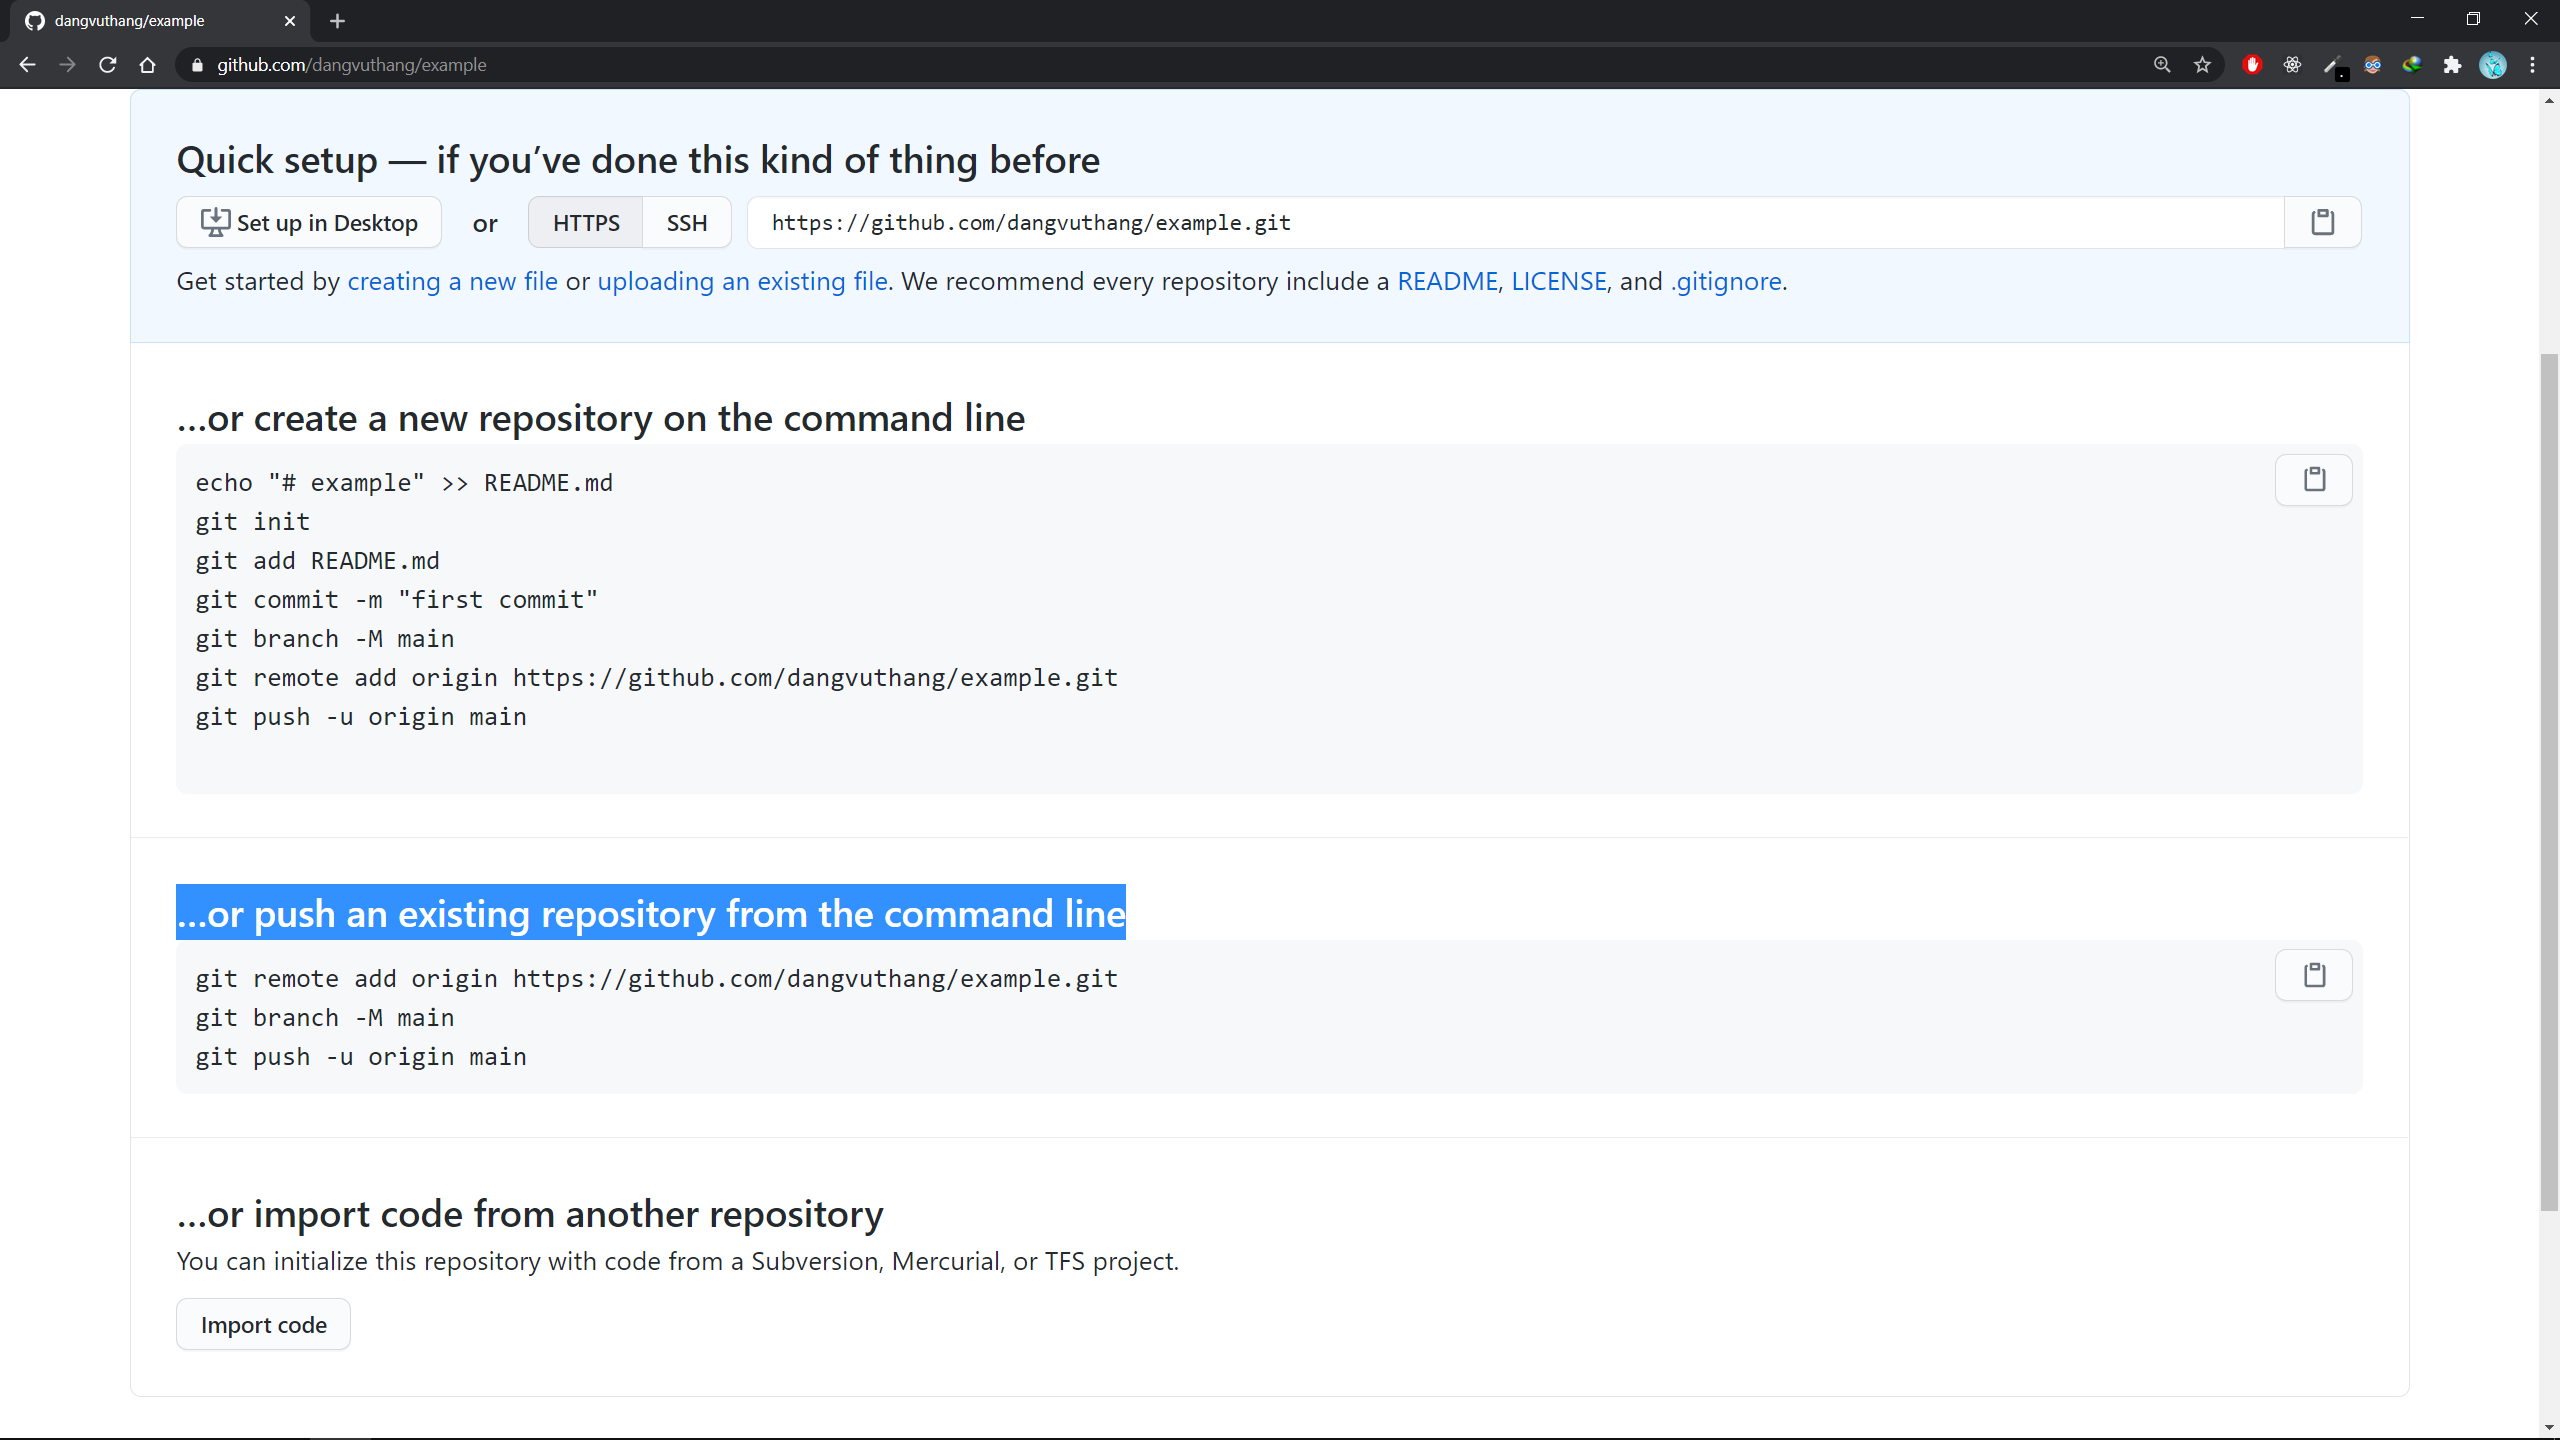 dangvuthang/example
github.com/dangvuthang/example
Quick setup — if you’ve done this kind of thing before
Set up in Desktop or HTTPS SSH https://github.com/dangvuthang/example.git
Get started by creating a new file or uploading an existing file. We recommend every repository include a README, LICENSE, and .gitignore.
…or create a new repository on the command line
echo "# example" >> README.md
git init
git add README.md
git commit -m "first commit"
git branch -M main
git remote add origin https://github.com/dangvuthang/example.git
git push -u origin main
…or push an existing repository from the command line
git remote add origin https://github.com/dangvuthang/example.git
git branch -M main
git push -u origin main
…or import code from another repository
You can initialize this repository with code from a Subversion, Mercurial, or TFS project.
Import code